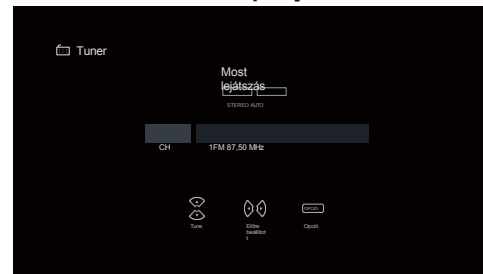 Tuner
Most
lejátszás
STEREO AUTO
CH 1FM 87,50 MHz
Tune
Előre
beállítot
t
OPCIÓ
Opció